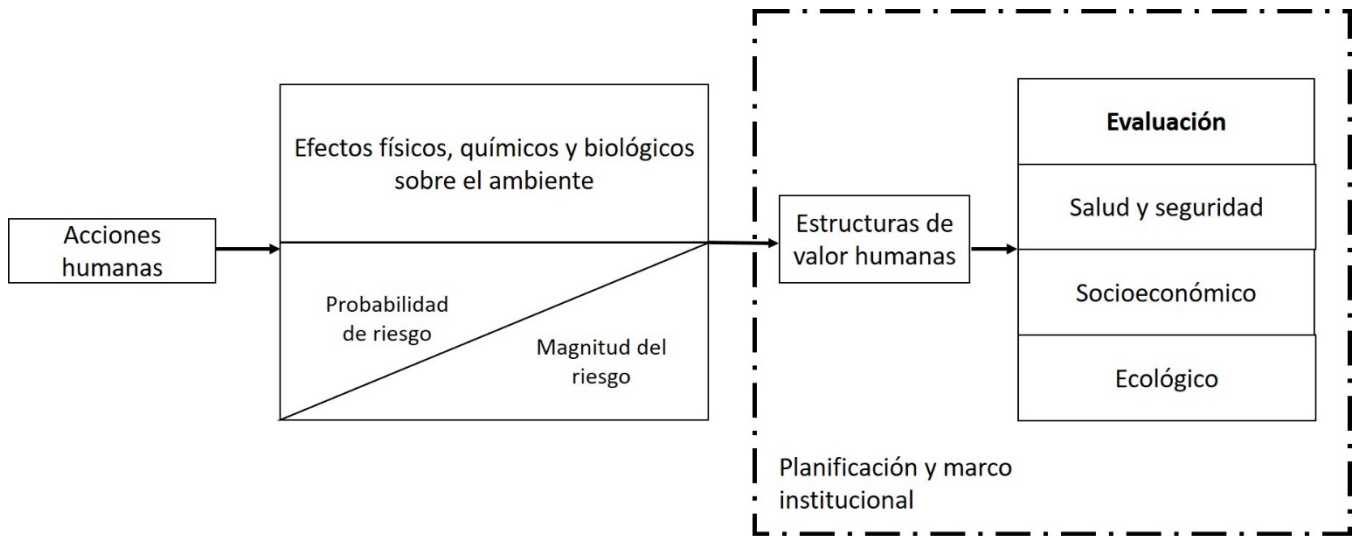 Acciones
humanas
Efectos físicos, químicos y biológicos
sobre el ambiente
Probabilidad
de riesgo
Magnitud del
riesgo
Estructuras de
valor humanas
Evaluación
Salud y seguridad
Socioeconómico
Ecológico
Planificación y marco
institucional